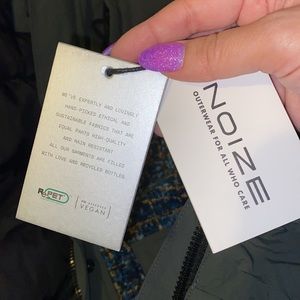 WE'VE EXPERTLY AND LOVINGLY
HAND-PICKED ETHICAL AND
SUSTAINABLE FABRICS THAT ARE
EQUAL PARTS HIGH-QUALITY
AND RAIN RESISTANT
ALL OUR GARMENTS ARE FILLED
WITH LOVE AND RECYCLED BOTTLES
R-PET
VEGAN
NOIZE
OUTERWEAR FOR ALL WHO CARE